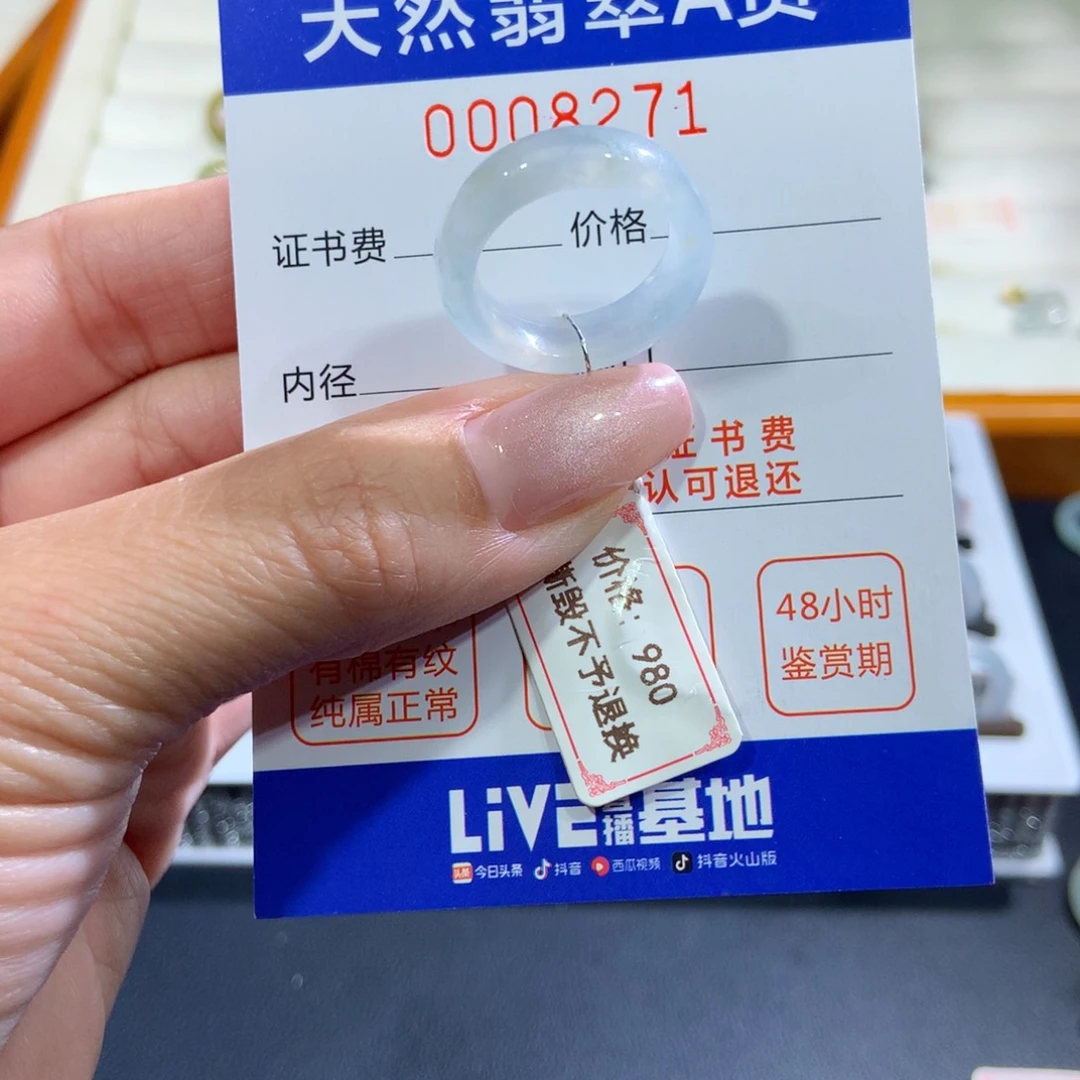 天然翡翠A货
0008271
证书费
价格
内径
证书费
认可退还
有棉有纹
纯属正常
48小时
鉴赏期
价格：980
撕毁不予退换
LiVE直播基地
头条 今日头条 抖音 西瓜视频 抖音火山版